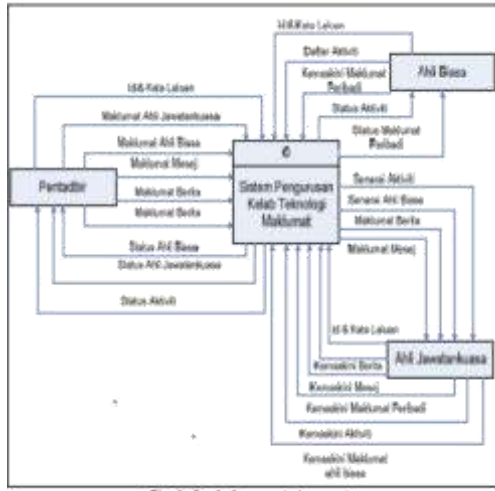 Id & Kata Laluan
Daftar Aktiviti
Ahli Biasa
Kemaskini Maklumat
Peribadi
Id & Kata Laluan
Status Aktiviti
Maklumat Ahli Jawatankuasa
Status Maklumat
Peribadi
Maklumat Ahli Biasa
0
Maklumat Mesej
Senarai Aktiviti
Pentadbir
Sistem Pengurusan
Kelab Teknologi
Maklumat
Senarai Ahli Biasa
Maklumat Berita
Maklumat Berita
Maklumat Berita
Maklumat Mesej
Status Ahli Biasa
Status Ahli Jawatankuasa
Status Aktiviti
Id & Kata Laluan
Ahli Jawatankuasa
Kemaskini Berita
Kemaskini Mesej
Kemaskini Maklumat Peribadi
Kemaskini Aktiviti
Kemaskini Maklumat
ahli biasa